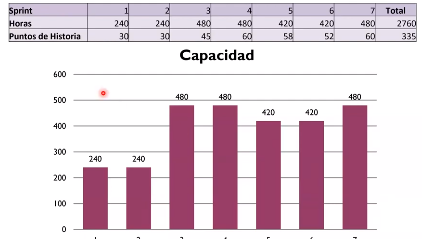 Sprint 1 2 3 4 5 6 7 Total
Horas 240 240 480 480 420 420 480 2760
Puntos de Historia 30 30 45 60 58 52 60 335
Capacidad
600
500
400
300
200
100
0
240 240 480 480 420 420 480